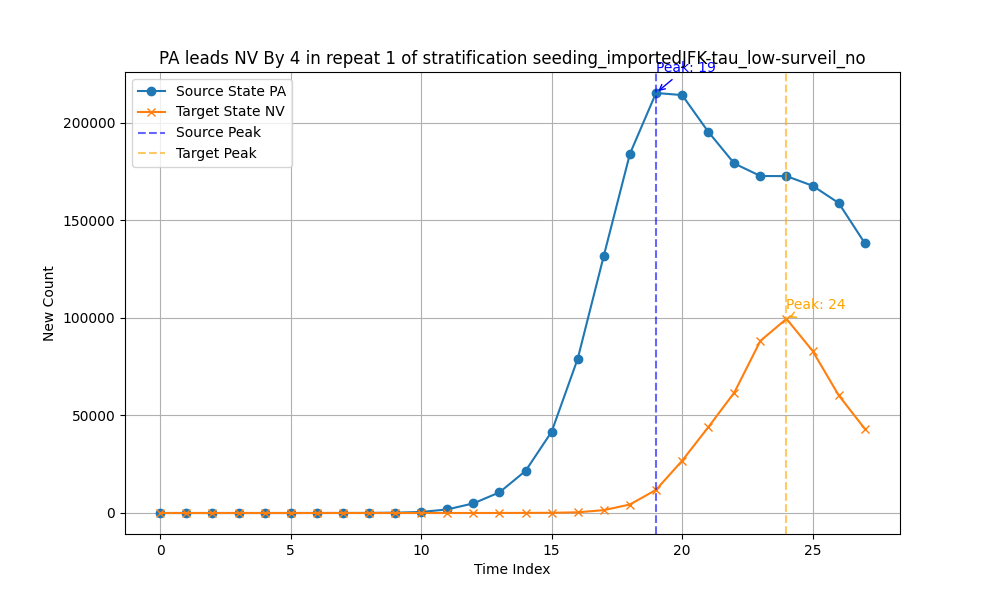 PA leads NV By 4 in repeat 1 of stratification seeding_importedJFK-tau_low-surveil_no
Peak: 19
Source State PA
Target State NV
Source Peak
Target Peak
Peak: 24
200000
150000
100000
50000
0
New Count
0 5 10 15 20 25
Time Index